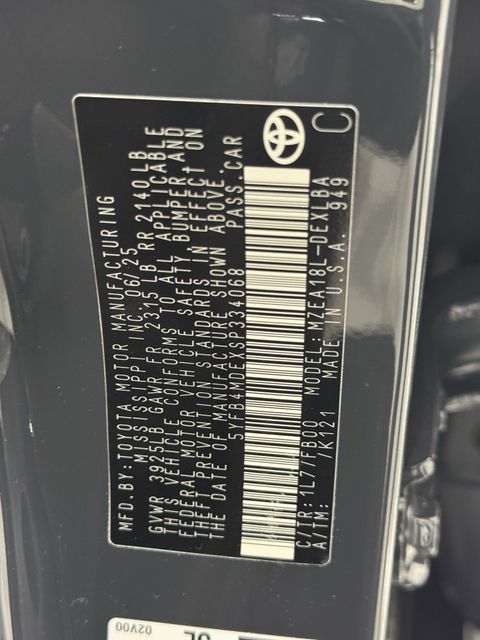 MFD.BY:TOYOTA MOTOR MANUFACTURING
MISSISSIPPI INC. 06/25
GVWR 3925LB GAWR FR 2315 LB RR 2140 LB
THIS VEHICLE CONFORMS TO ALL APPLICABLE
FEDERAL MOTOR VEHICLE SAFETY, BUMPER AND
THEFT PREVENTION STANDARDS IN EFFECT ON
THE DATE OF MANUFACTURE SHOWN ABOVE.
5YFB4MDEXSP334068 PASS. CAR
C/TR: 1L7/FB00 MODEL: MZEA18L-DEXLBA
A/TM: /K121 MADE IN U.S.A. 949
C
02V00